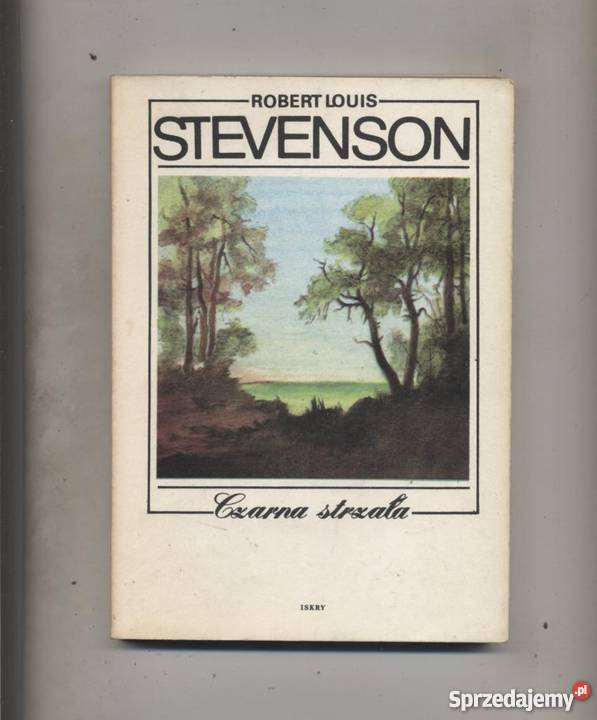 ROBERT LOUIS
STEVENSON
Czarna strzała
ISKRY
Sprzedajemy.pl